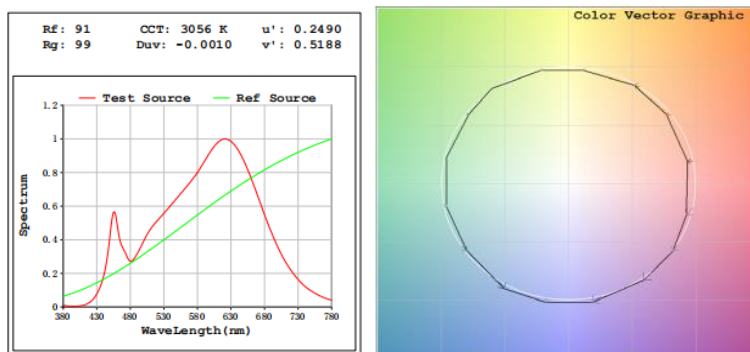 Rf: 91 CCT: 3056 K u': 0.2490
Rg: 99 Duv: -0.0010 v': 0.5188
Test Source Ref Source
1.2
1
0.8
0.6
0.4
0.2
0
Spectrum
380 430 480 530 580 630 680 730 780
WaveLength(nm)
Color Vector Graphic